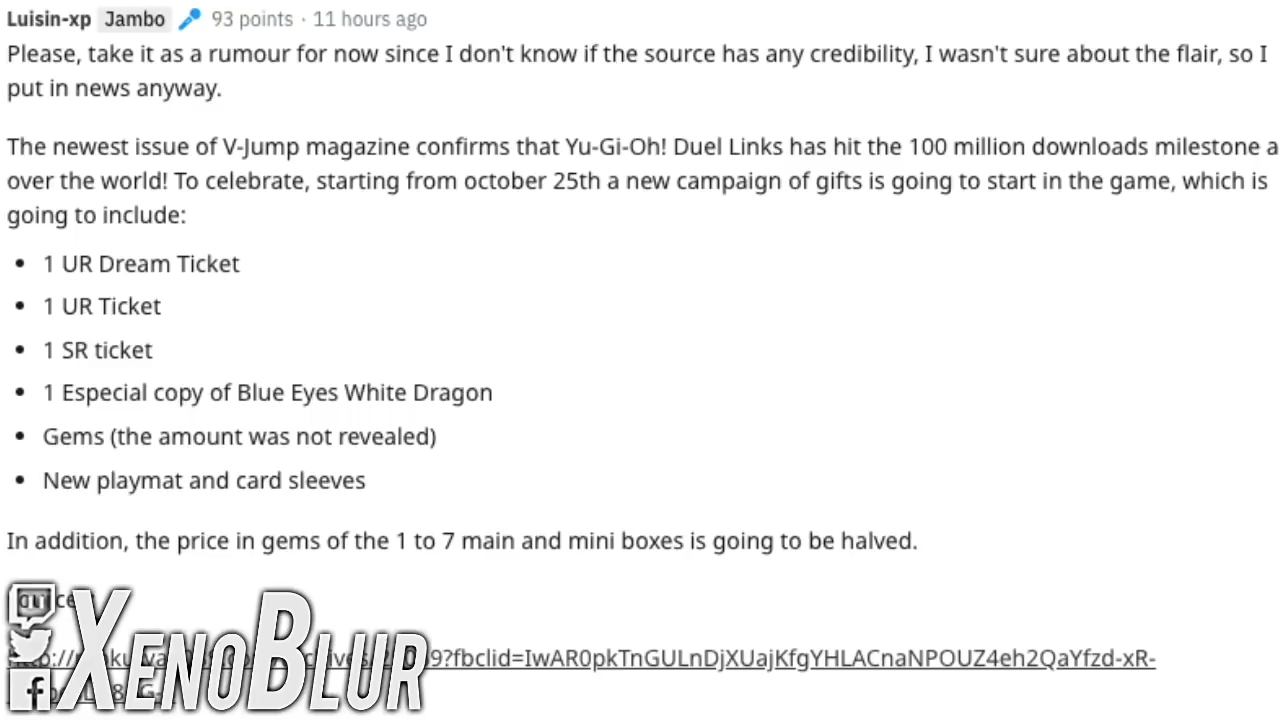 Luisin-xp Jambo 93 points · 11 hours ago
Please, take it as a rumour for now since I don't know if the source has any credibility, I wasn't sure about the flair, so I
put in news anyway.
The newest issue of V-Jump magazine confirms that Yu-Gi-Oh! Duel Links has hit the 100 million downloads milestone a
over the world! To celebrate, starting from october 25th a new campaign of gifts is going to start in the game, which is
going to include:
• 1 UR Dream Ticket
• 1 UR Ticket
• 1 SR ticket
• 1 Especial copy of Blue Eyes White Dragon
• Gems (the amount was not revealed)
• New playmat and card sleeves
In addition, the price in gems of the 1 to 7 main and mini boxes is going to be halved.
XENOBLUR
9?fbclid=IwAR0pkTnGULnDjXUajKfgYHLACnaNPOUZ4eh2QaYfzd-xR-